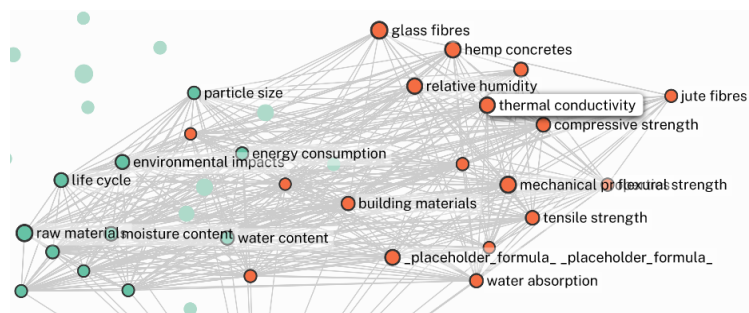 glass fibres
hemp concretes
relative humidity
particle size
jute fibres
thermal conductivity
compressive strength
energy consumption
environmental impacts
life cycle
mechanical pr
flexural strength
building materials
tensile strength
raw materials
moisture content
water content
_placeholder_formula_ _placeholder_formula_
water absorption